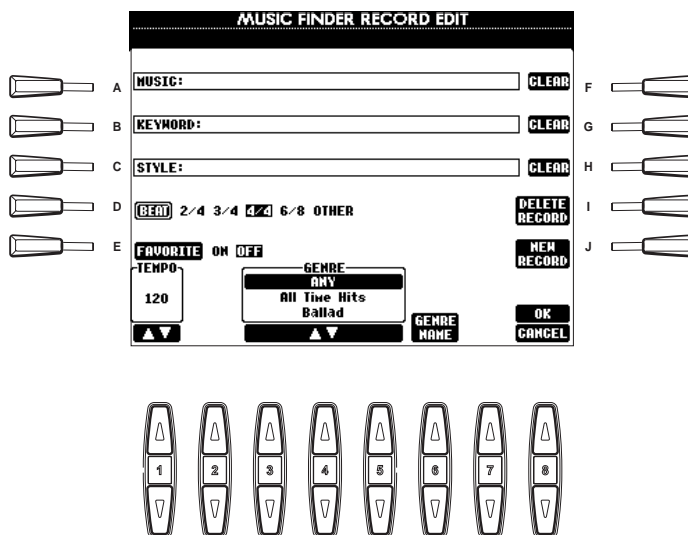 MUSIC FINDER RECORD EDIT
A MUSIC: CLEAR F
B KEYWORD: CLEAR G
C STYLE: CLEAR H
D BEAT 2/4 3/4 4/4 6/8 OTHER DELETE RECORD I
E FAVORITE ON OFF NEW RECORD J
TEMPO
120
GENRE
ANY
All Time Hits
Ballad
GENRE NAME
OK
CANCEL
1 2 3 4 5 6 7 8